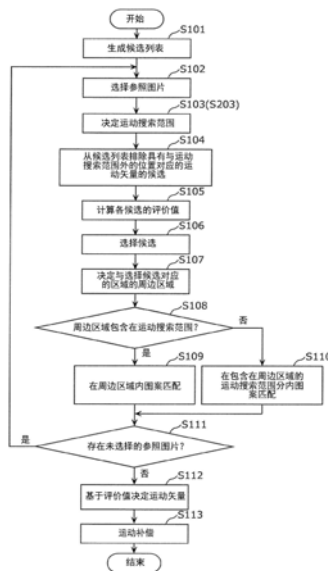 开始
S101
生成候选列表
S102
选择参照图片
S103(S203)
决定运动搜索范围
S104
从候选列表排除具有与运动
搜索范围外的位置对应的运
动矢量的候选
S105
计算各候选的评价值
S106
选择候选
S107
决定与选择候选对应
的区域的周边区域
S108
周边区域包含在运动搜索范围?
否
是
S109
在周边区域内图案匹配
S110
在包含在周边区域的
运动搜索范围分内图
案匹配
S111
是
存在未选择的参照图片?
否
S112
基于评价值决定运动矢量
S113
运动补偿
结束